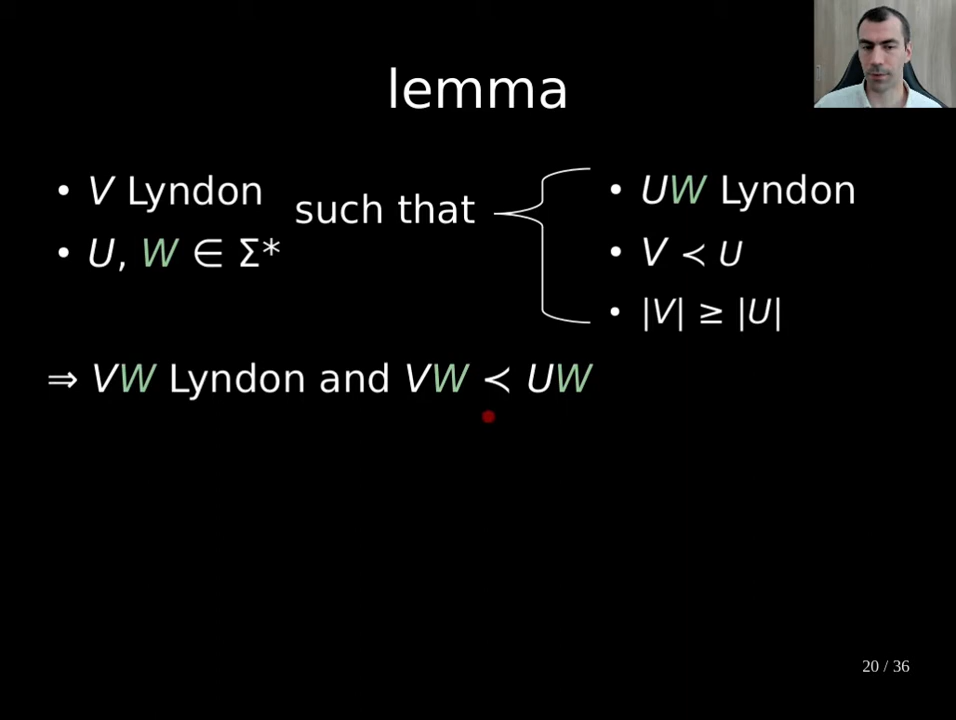 lemma
• V Lyndon
• U, W ∈ Σ*
such that
• UW Lyndon
• V ≺ U
• |V| ≥ |U|
⇒ VW Lyndon and VW ≺ UW
20 / 36